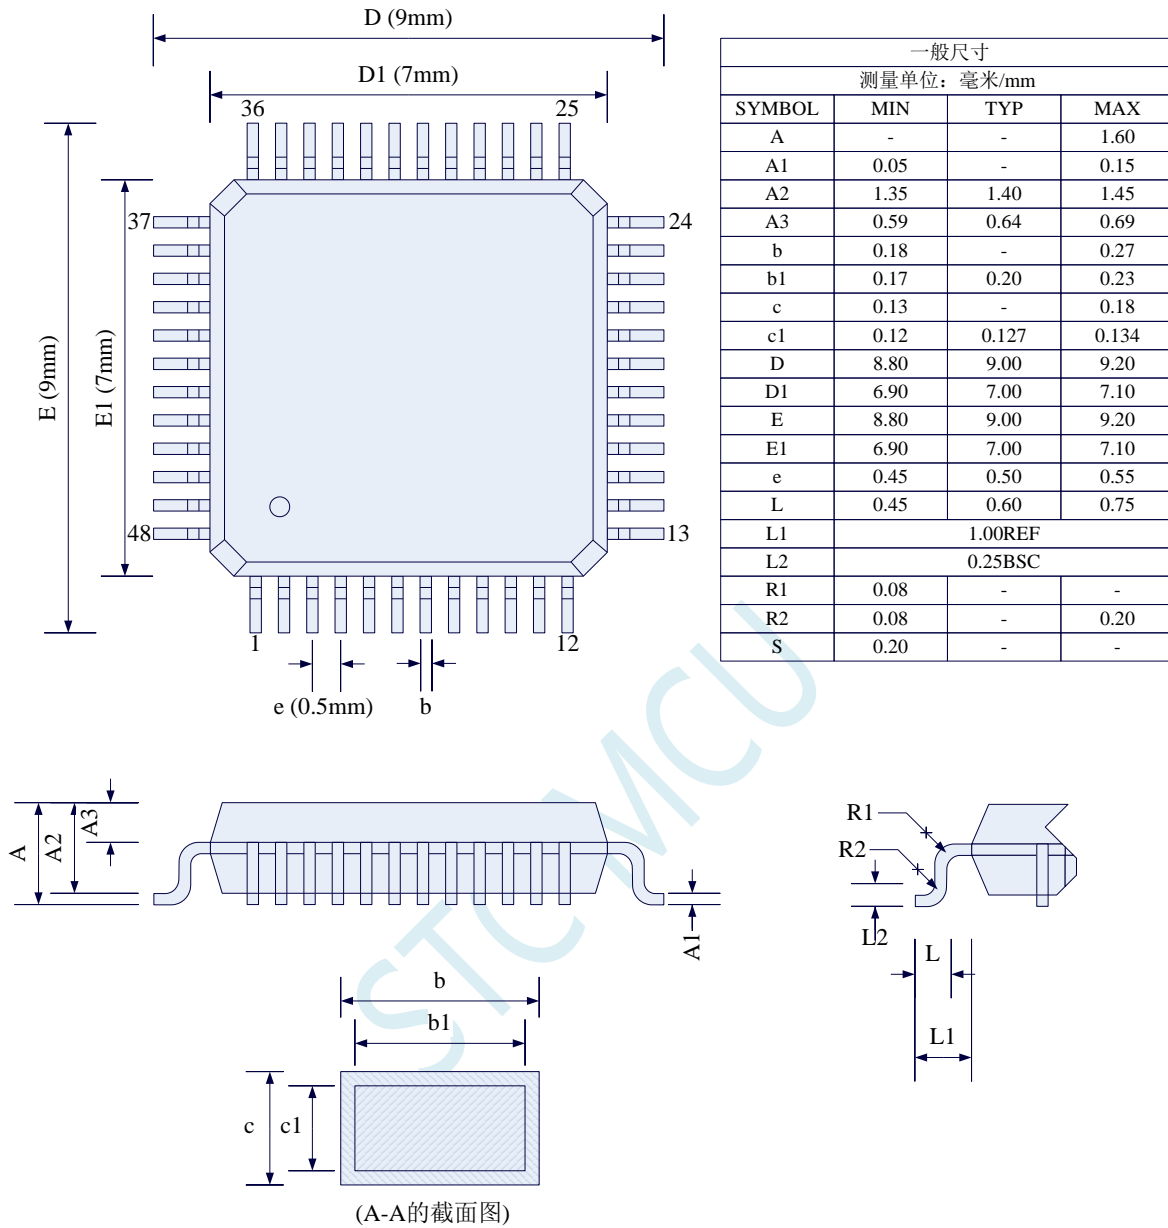 D (9mm)
D1 (7mm)
36 25
37 24
E (9mm)
E1 (7mm)
48 13
1 12
e (0.5mm) b
一般尺寸
测量单位：毫米/mm
SYMBOL MIN TYP MAX
A - - 1.60
A1 0.05 - 0.15
A2 1.35 1.40 1.45
A3 0.59 0.64 0.69
b 0.18 - 0.27
b1 0.17 0.20 0.23
c 0.13 - 0.18
c1 0.12 0.127 0.134
D 8.80 9.00 9.20
D1 6.90 7.00 7.10
E 8.80 9.00 9.20
E1 6.90 7.00 7.10
e 0.45 0.50 0.55
L 0.45 0.60 0.75
L1 1.00REF
L2 0.25BSC
R1 0.08 - -
R2 0.08 - 0.20
S 0.20 - -
STC MCU
A A2 A3
A1
R1
R2
L2
L
L1
b
b1
c c1
(A-A的截面图)